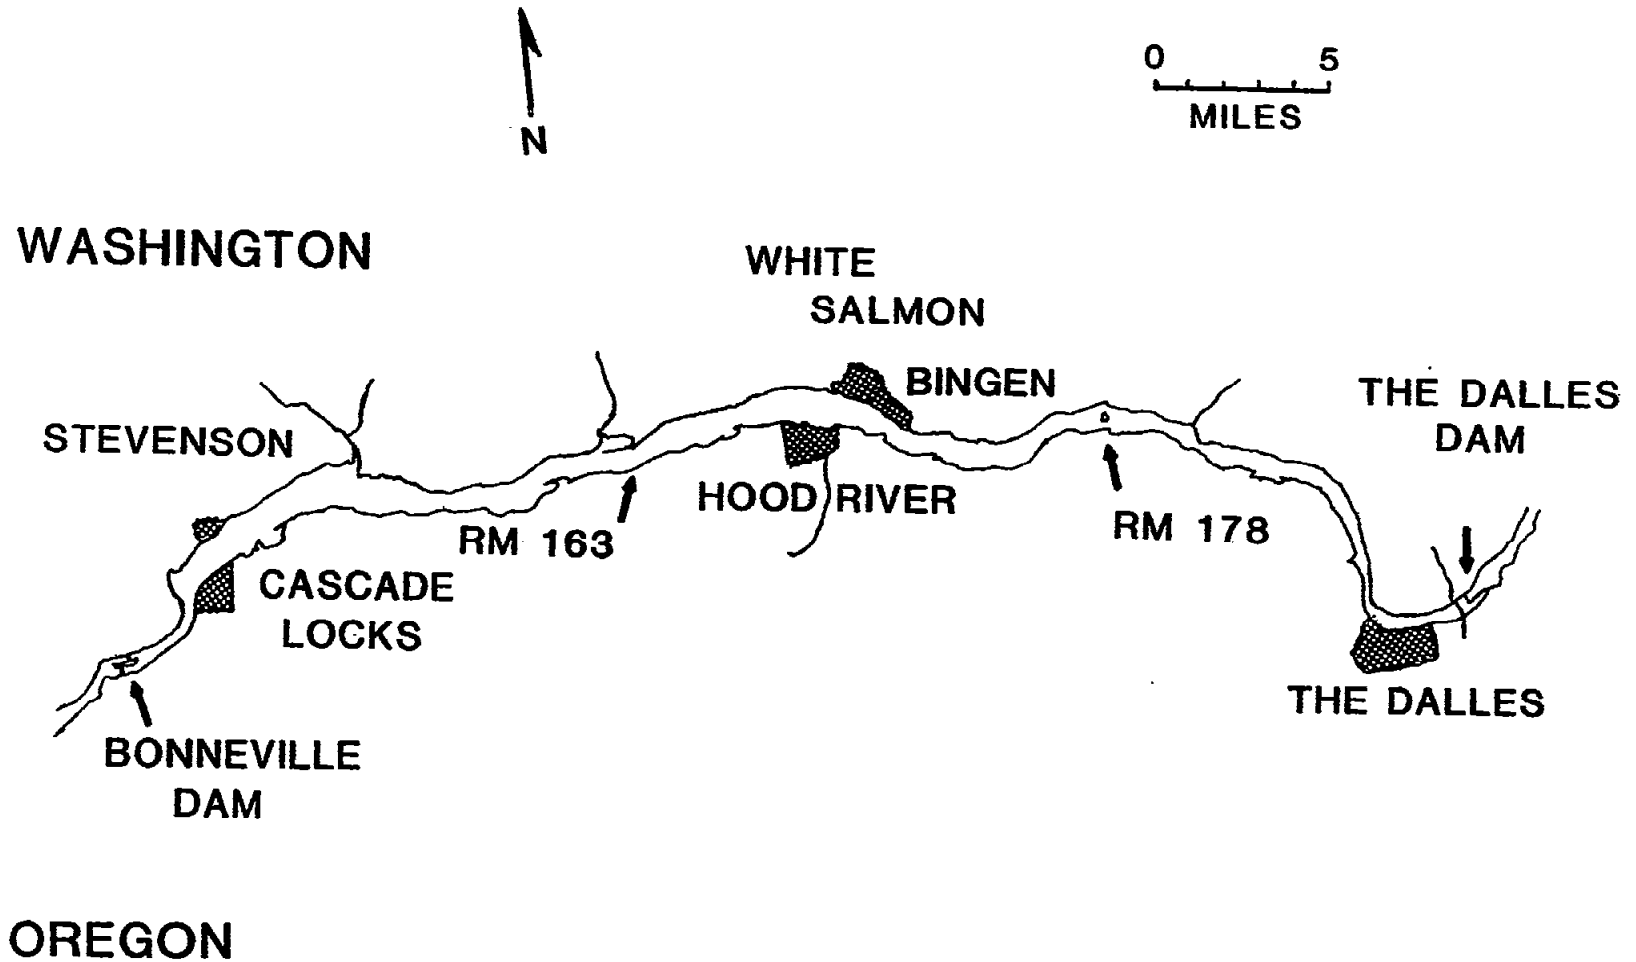 0 5
MILES
N
WASHINGTON
WHITE
SALMON
BINGEN
THE DALLES
DAM
STEVENSON
HOOD RIVER
RM 163
RM 178
CASCADE
LOCKS
THE DALLES
BONNEVILLE
DAM
OREGON